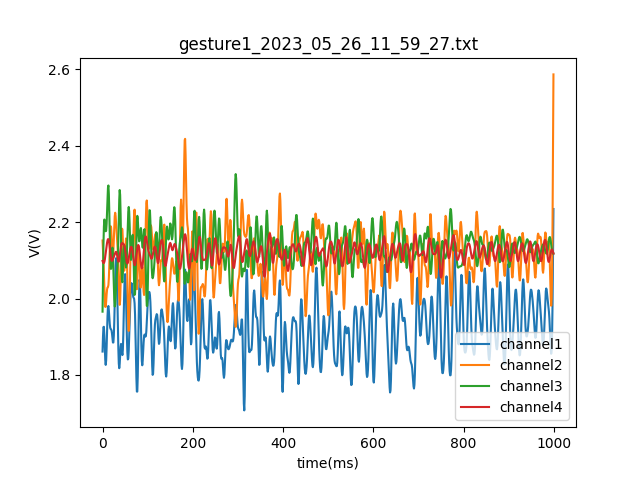 gesture1_2023_05_26_11_59_27.txt
V(V)
2.6
2.4
2.2
2.0
1.8
0
200
400
600
800
1000
time(ms)
channel1
channel2
channel3
channel4